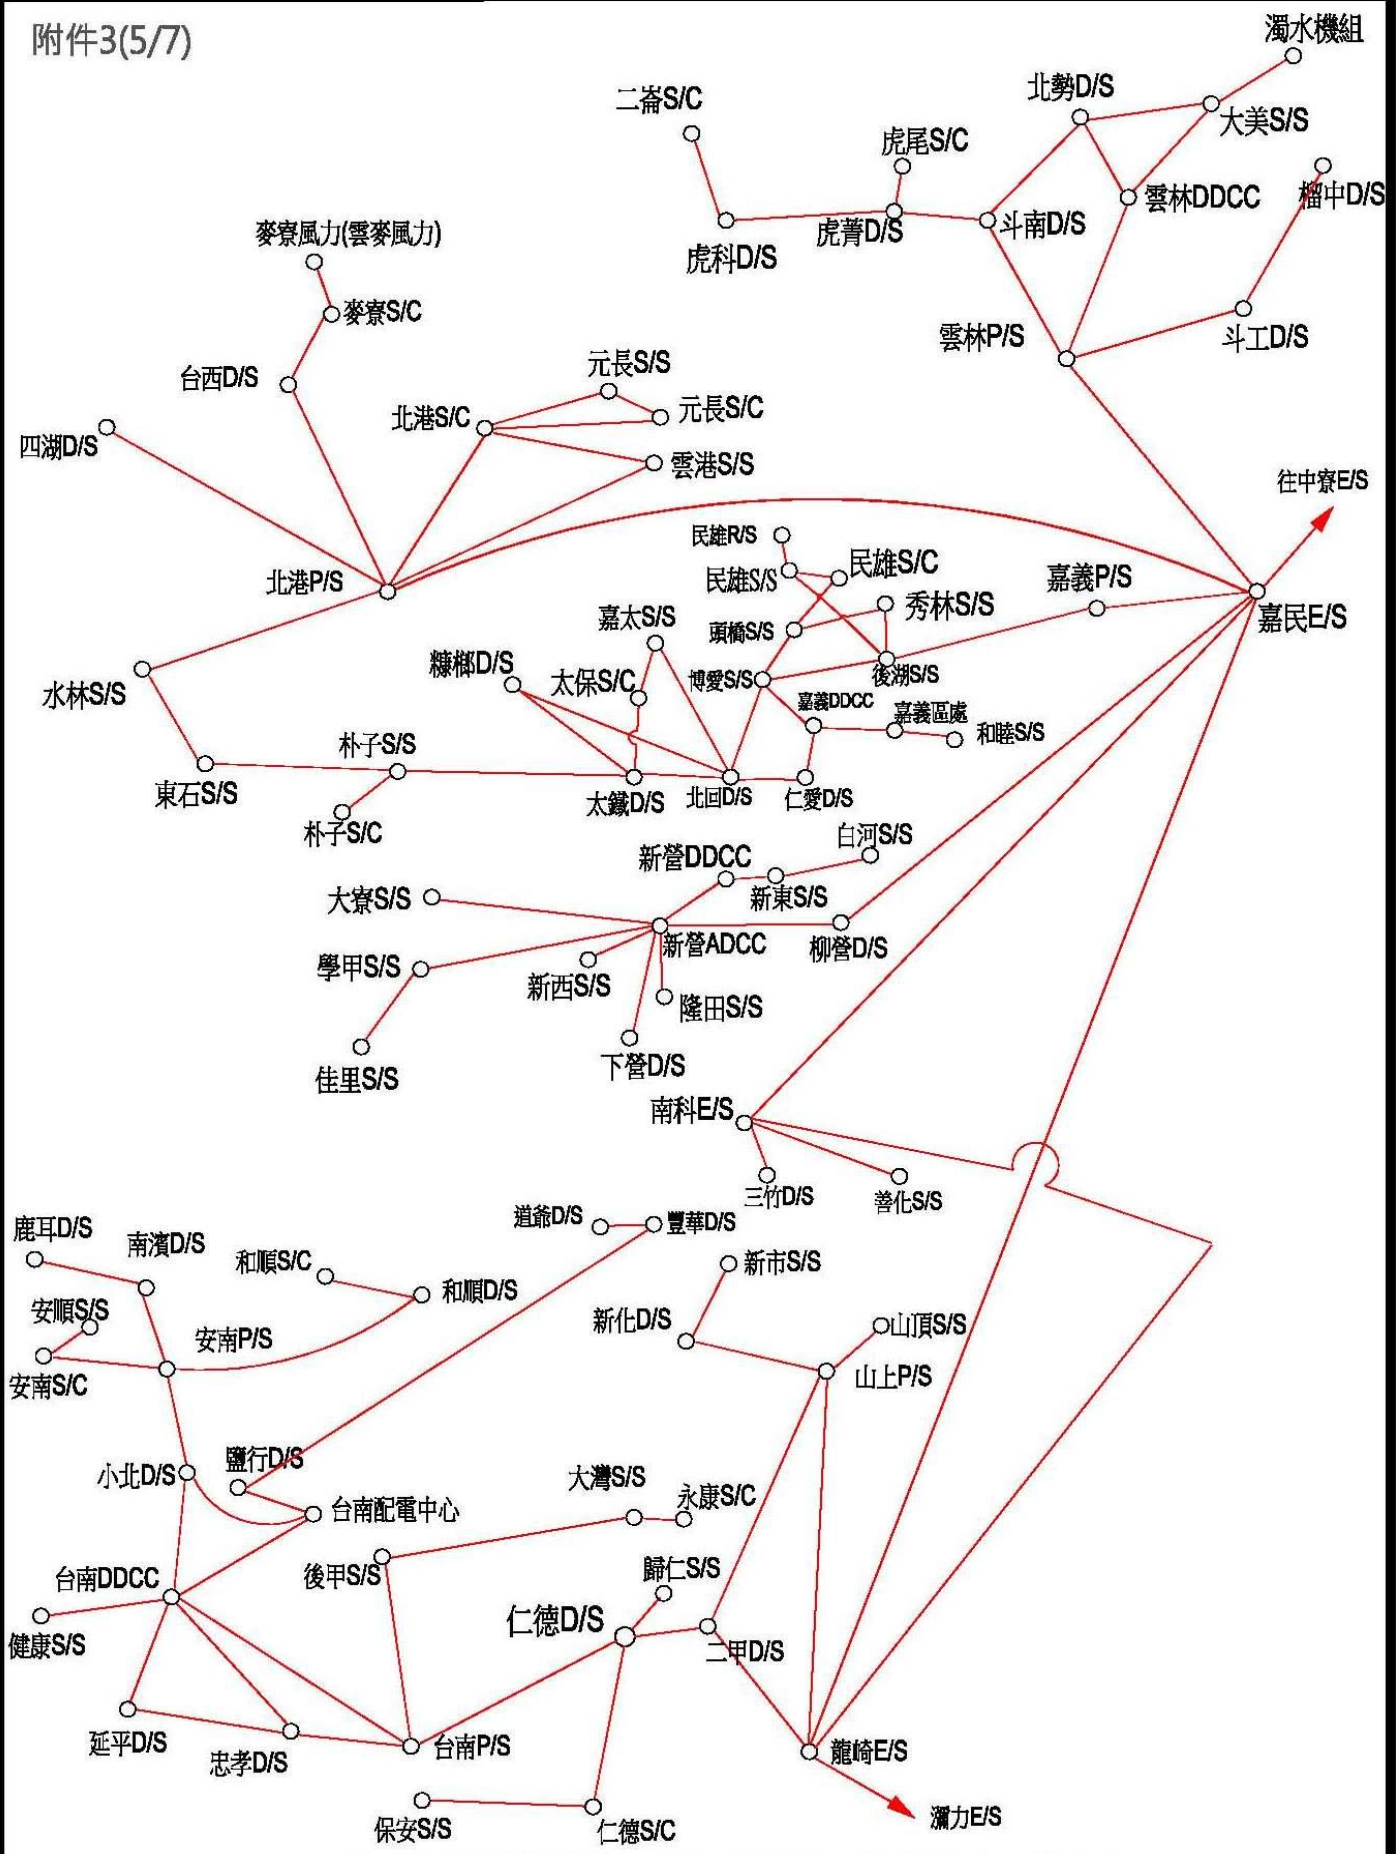 附件3(5/7)
濁水機組
北勢D/S
二崙S/C
大美S/S
虎尾S/C
榴中D/S
雲林DDCC
斗南D/S
虎菁D/S
麥寮風力(雲麥風力)
虎科D/S
麥寮S/C
雲林P/S
斗工D/S
元長S/S
台西D/S
元長S/C
北港S/C
四湖D/S
雲港S/S
往中寮E/S
民雄R/S
民雄S/C
民雄S/S
嘉義P/S
北港P/S
秀林S/S
嘉太S/S
嘉民E/S
頭橋S/S
糠榔D/S
後湖S/S
太保S/C
博愛S/S
水林S/S
嘉義DDCC
嘉義區處
和睦S/S
朴子S/S
東石S/S
太鐵D/S
北回D/S
仁愛D/S
朴子S/C
白河S/S
新營DDCC
新東S/S
大寮S/S
新營ADCC
柳營D/S
學甲S/S
新西S/S
隆田S/S
下營D/S
佳里S/S
南科E/S
三竹D/S
善化S/S
道爺D/S
豐華D/S
鹿耳D/S
南濱D/S
和順S/C
新市S/S
和順D/S
安順S/S
新化D/S
山頂S/S
安南P/S
山上P/S
安南S/C
鹽行D/S
小北D/S
大灣S/S
永康S/C
台南配電中心
歸仁S/S
後甲S/S
台南DDCC
仁德D/S
健康S/S
二甲D/S
延平D/S
台南P/S
龍崎E/S
忠孝D/S
瀰力E/S
保安S/S
仁德S/C